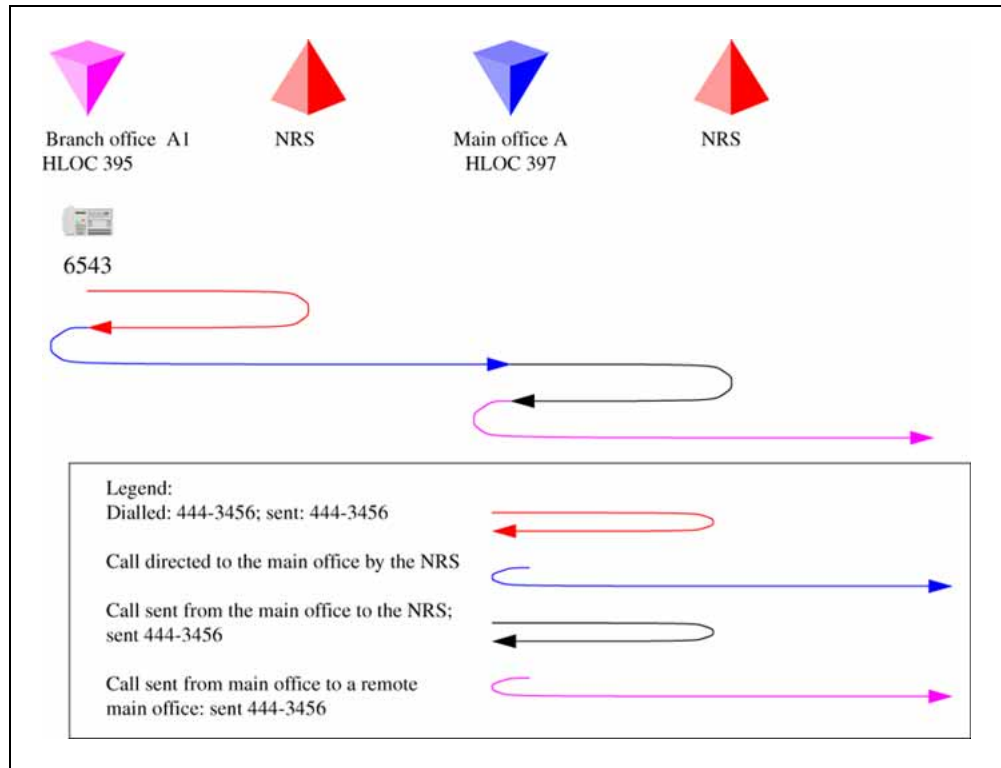 Branch office A1
HLOC 395
NRS
Main office A
HLOC 397
NRS
6543
Legend:
Dialled: 444-3456; sent: 444-3456
Call directed to the main office by the NRS
Call sent from the main office to the NRS;
sent 444-3456
Call sent from main office to a remote
main office: sent 444-3456